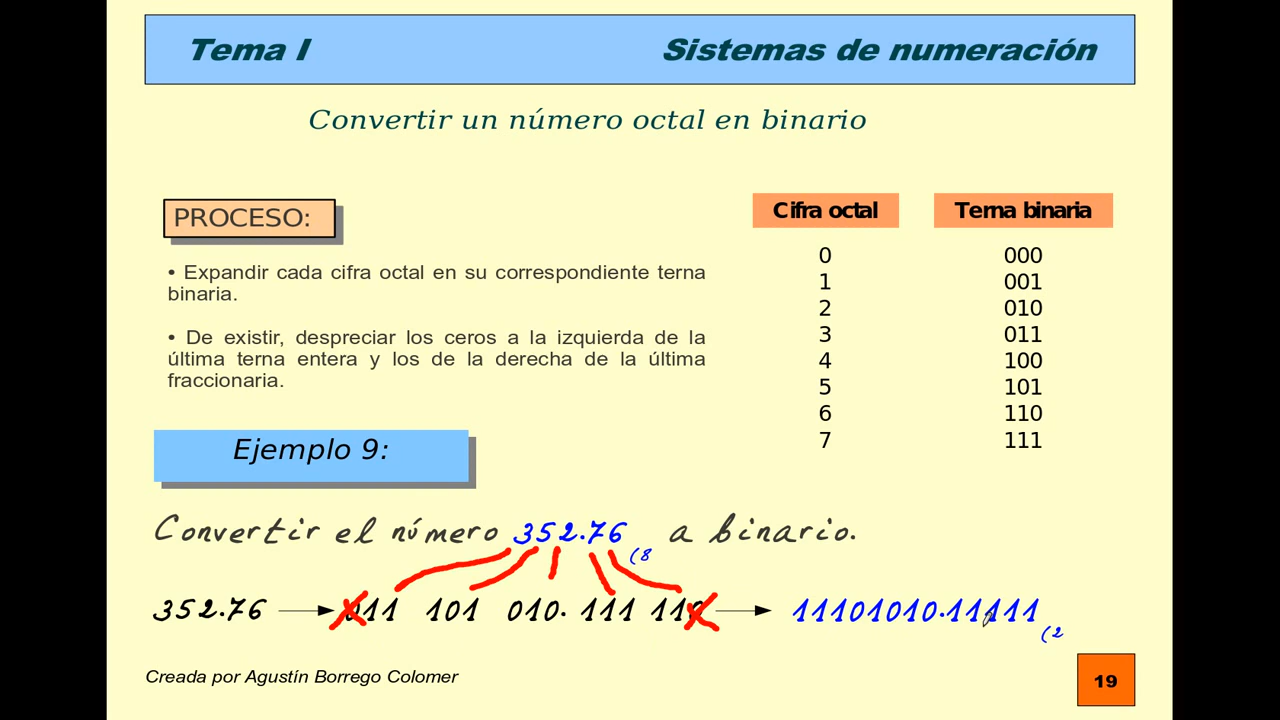 Tema I Sistemas de numeración
Convertir un número octal en binario
PROCESO:
• Expandir cada cifra octal en su correspondiente terna
binaria.
• De existir, despreciar los ceros a la izquierda de la
última terna entera y los de la derecha de la última
fraccionaria.
Cifra octal Terna binaria
0 000
1 001
2 010
3 011
4 100
5 101
6 110
7 111
Ejemplo 9:
Convertir el número 352.76 (8 a binario.
352.76 → 011 101 010. 111 110 → 11101010.11111 (2
Creada por Agustín Borrego Colomer
19